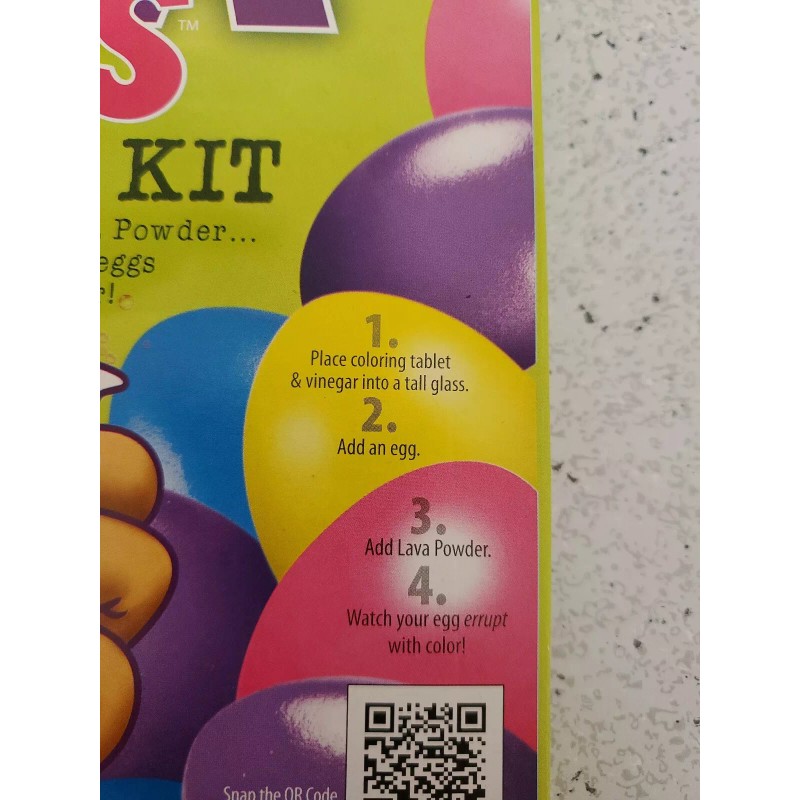 S™
KIT
Powder...
eggs
1.
Place coloring tablet
& vinegar into a tall glass.
2.
Add an egg.
3.
Add Lava Powder.
4.
Watch your egg errupt
with color!
Snap the QR Code